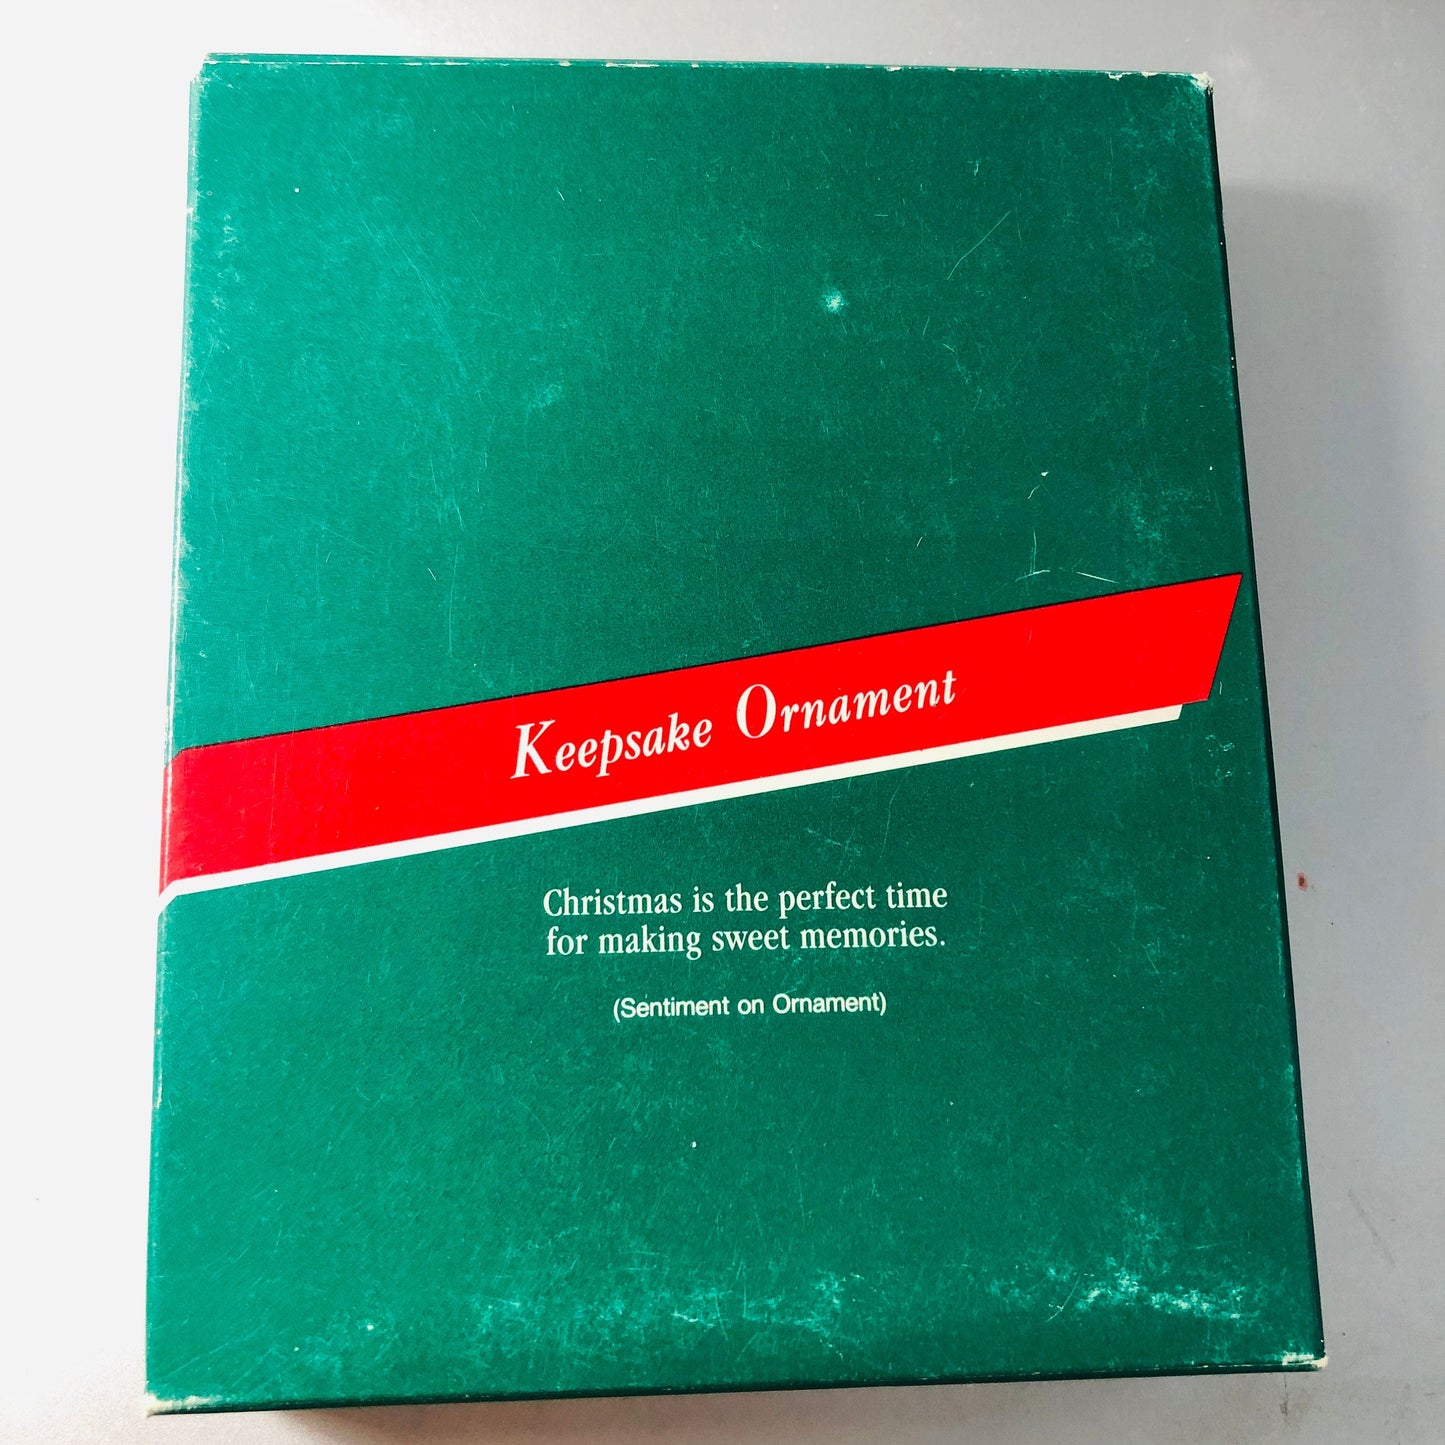 Keepsake Ornament
Christmas is the perfect time
for making sweet memories.
(Sentiment on Ornament)